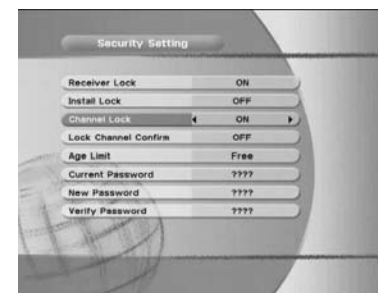 Security Setting
Receiver Lock ON
Install Lock OFF
Channel Lock ON
Lock Channel Confirm OFF
Age Limit Free
Current Password ????
New Password ????
Verify Password ????